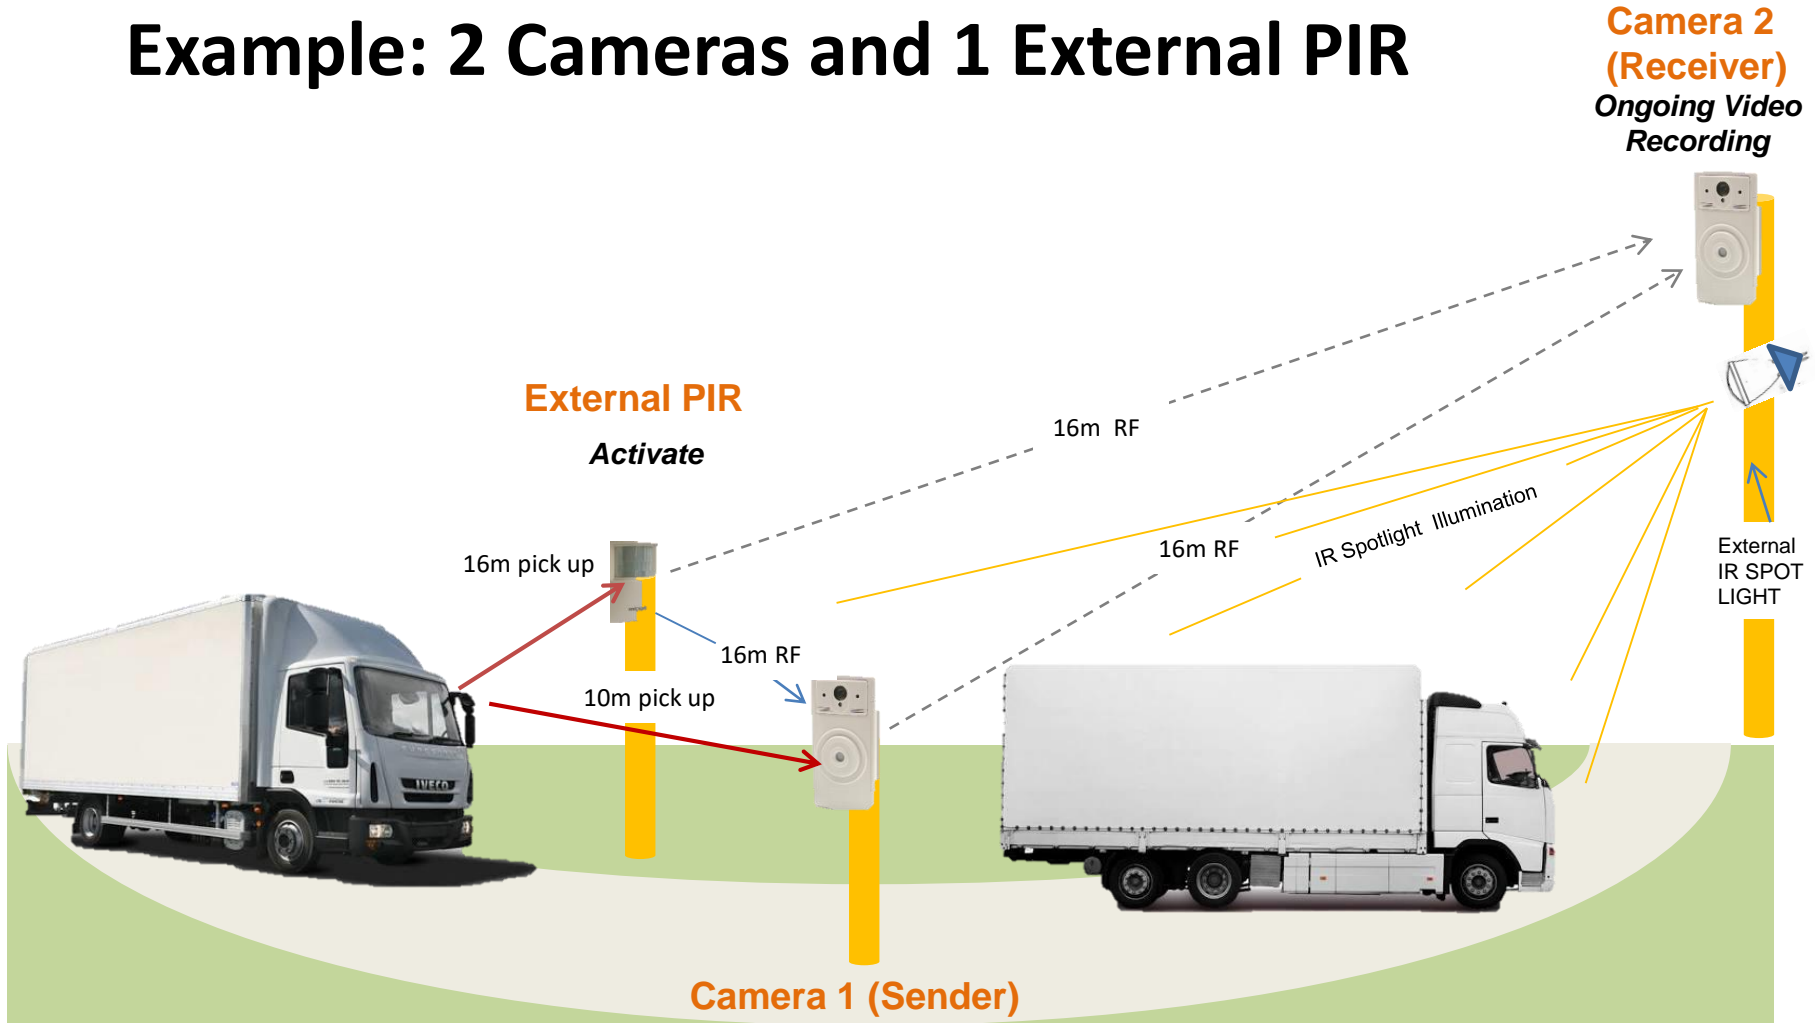 Example: 2 Cameras and 1 External PIR
Camera 2
(Receiver)
Ongoing Video
Recording
External PIR
Activate
16m RF
16m pick up
16m RF
IR Spotlight Illumination
External
IR SPOT
LIGHT
16m RF
10m pick up
IVECO
Camera 1 (Sender)